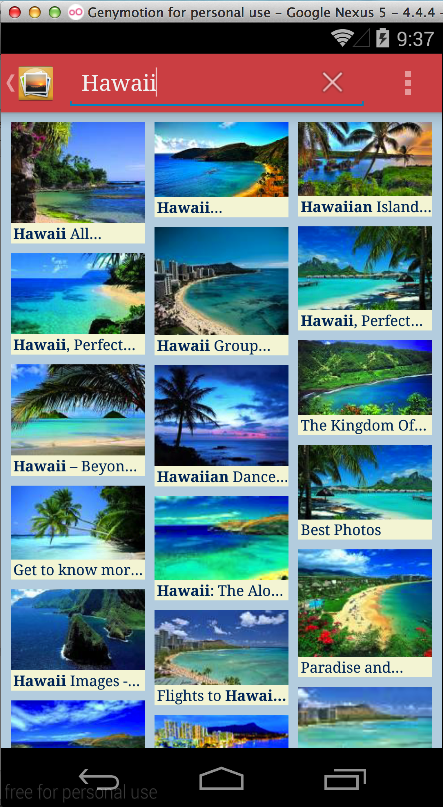 Genymotion for personal use - Google Nexus 5 - 4.4.4 -
9:37
Hawaii
Hawaii All...
Hawaii, Perfect...
Hawaii – Beyon...
Get to know mor...
Hawaii Images -...
Hawaii...
Hawaii Group...
Hawaiian Dance...
Hawaii: The Alo...
Flights to Hawai...
Hawaiian Island...
Hawaii, Perfect...
The Kingdom Of...
Best Photos
Paradise and...
free for personal use